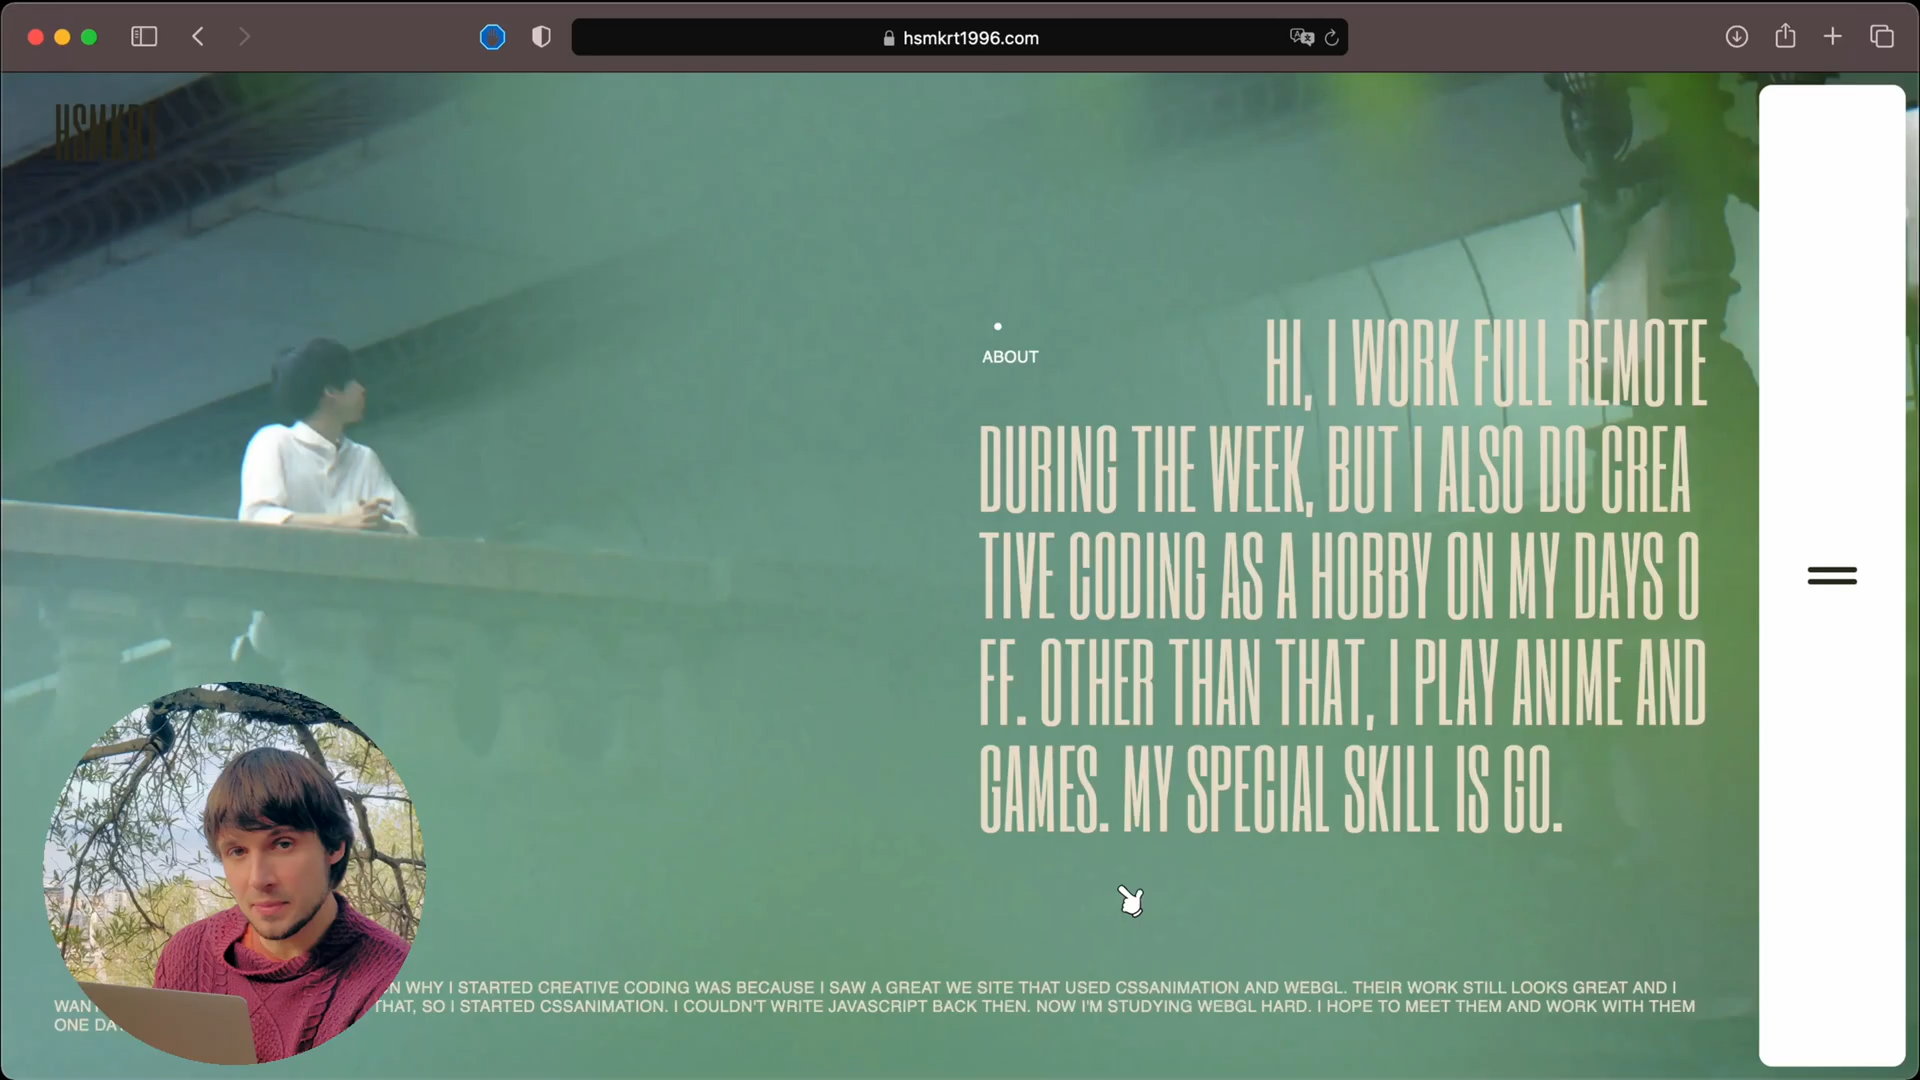 hsmkrt1996.com
HSMKRT
ABOUT
HI, I WORK FULL REMOTE
DURING THE WEEK, BUT I ALSO DO CREA
TIVE CODING AS A HOBBY ON MY DAYS O
FF. OTHER THAN THAT, I PLAY ANIME AND
GAMES. MY SPECIAL SKILL IS GO.
WHY I STARTED CREATIVE CODING WAS BECAUSE I SAW A GREAT WE SITE THAT USED CSSANIMATION AND WEBGL. THEIR WORK STILL LOOKS GREAT AND I
THAT, SO I STARTED CSSANIMATION. I COULDN'T WRITE JAVASCRIPT BACK THEN. NOW I'M STUDYING WEBGL HARD. I HOPE TO MEET THEM AND WORK WITH THEM
ONE